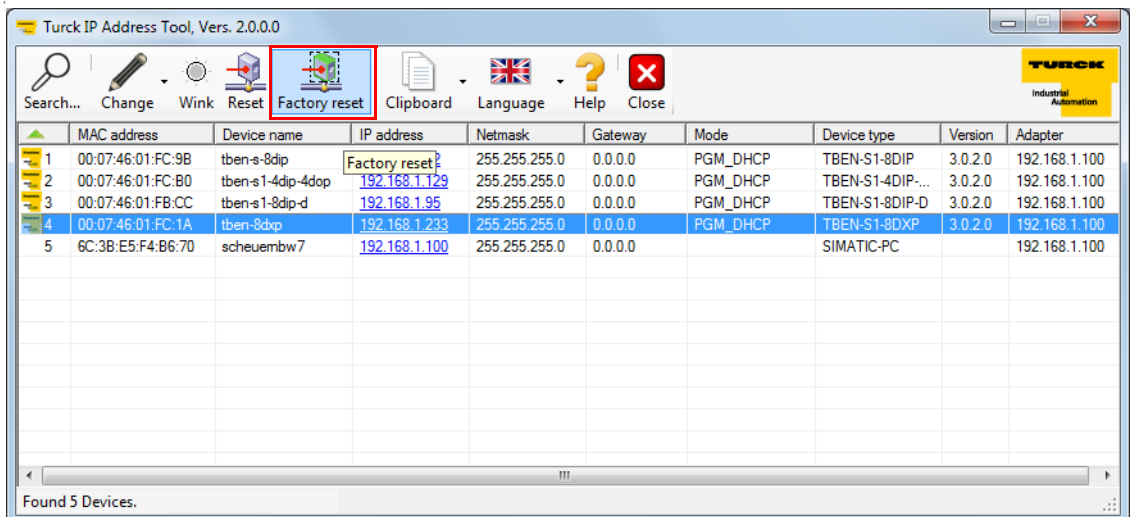 Turck IP Address Tool, Vers. 2.0.0.0
Search... Change Wink Reset Factory reset Clipboard Language Help Close
TURCK
Industrial
Automation
MAC address Device name IP address Netmask Gateway Mode Device type Version Adapter
1 00:07:46:01:FC:9B tben-s-8dip 2 255.255.255.0 0.0.0.0 PGM_DHCP TBEN-S1-8DIP 3.0.2.0 192.168.1.100
Factory reset
2 00:07:46:01:FC:B0 tben-s1-4dip-4dop 192.168.1.129 255.255.255.0 0.0.0.0 PGM_DHCP TBEN-S1-4DIP-... 3.0.2.0 192.168.1.100
3 00:07:46:01:FB:CC tben-s1-8dip-d 192.168.1.95 255.255.255.0 0.0.0.0 PGM_DHCP TBEN-S1-8DIP-D 3.0.2.0 192.168.1.100
4 00:07:46:01:FC:1A tben-8dxp 192.168.1.233 255.255.255.0 0.0.0.0 PGM_DHCP TBEN-S1-8DXP 3.0.2.0 192.168.1.100
5 6C:3B:E5:F4:B6:70 scheuembw7 192.168.1.100 255.255.255.0 0.0.0.0 SIMATIC-PC 192.168.1.100
Found 5 Devices.